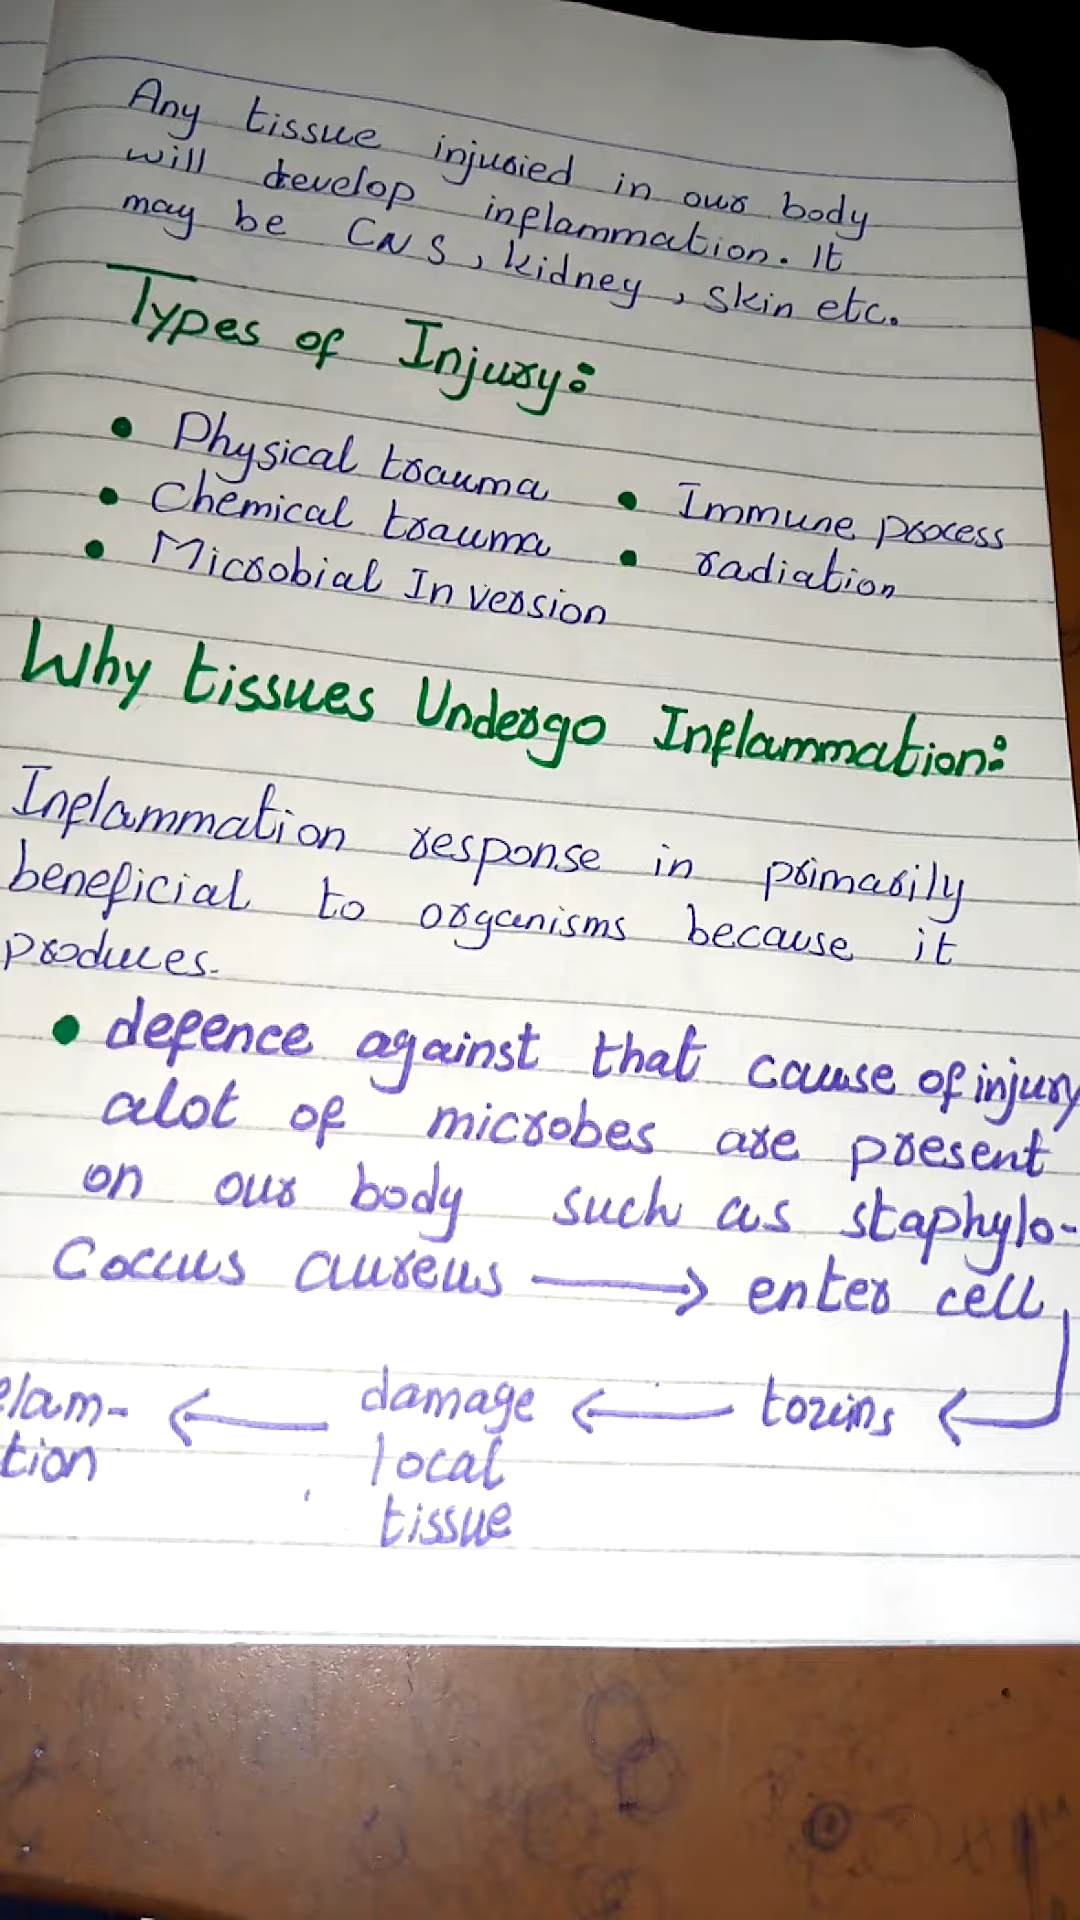 Any tissue injuried in our body
will develop inflammation. It
may be CNS, kidney, skin etc.
Types of Injury:
• Physical trauma • Immune process
• Chemical trauma • radiation
• Microbial Inversion
Why tissues Undergo Inflammation:
Inflammation response in primarily
beneficial to organisms because it
produces.
• defence against that cause of injury
alot of microbes are present
on our body such as staphylo-
Coccus aureus → enter cell
elam- ← damage ← toxins ←
tion local
tissue